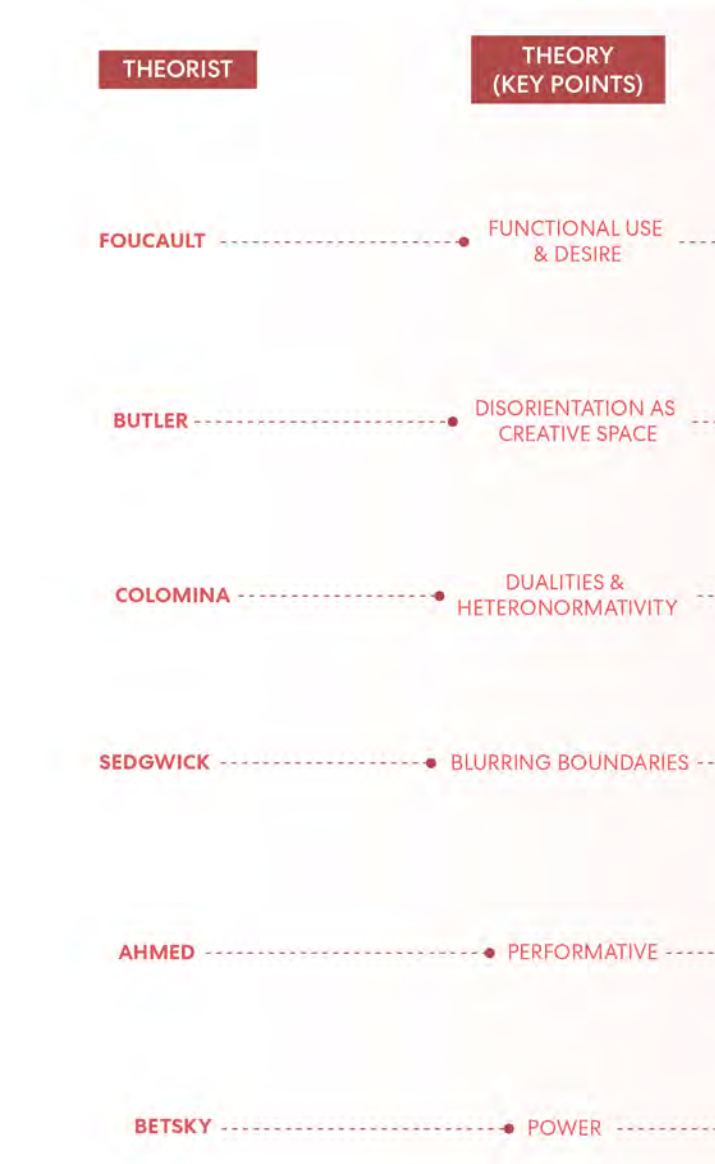 THEORIST
THEORY
(KEY POINTS)
FOUCAULT
FUNCTIONAL USE
& DESIRE
BUTLER
DISORIENTATION AS
CREATIVE SPACE
COLOMINA
DUALITIES &
HETERONORMATIVITY
SEDGWICK
BLURRING BOUNDARIES
AHMED
PERFORMATIVE
BETSKY
POWER